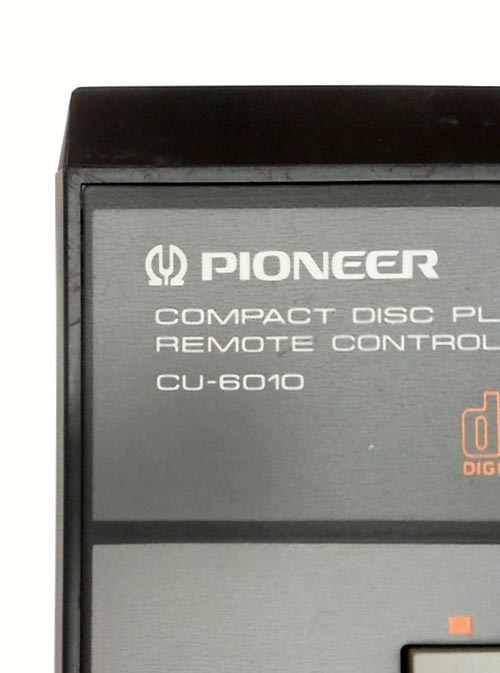 PIONEER
COMPACT DISC PL
REMOTE CONTROL
CU-6010
d
DIG